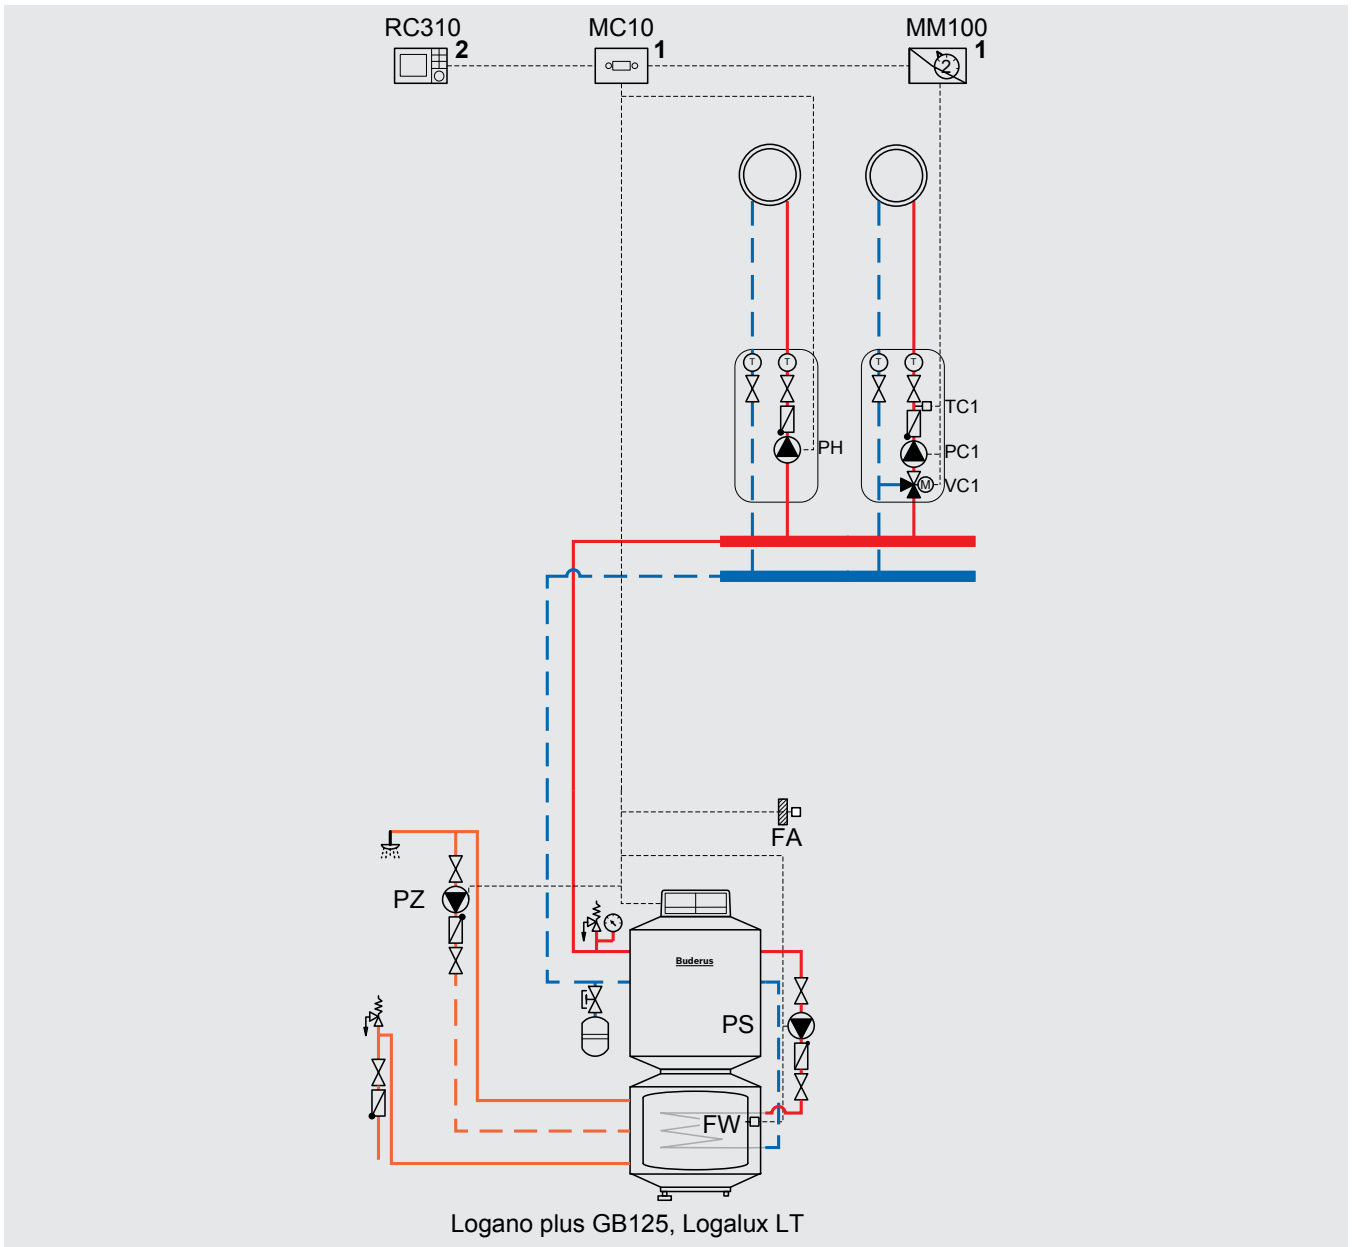 RC310 MC10 MM100
2 1 1
2
T T T T
TC1
PH PC1
M VC1
FA
PZ
Buderus
PS
FW
Logano plus GB125, Logalux LT